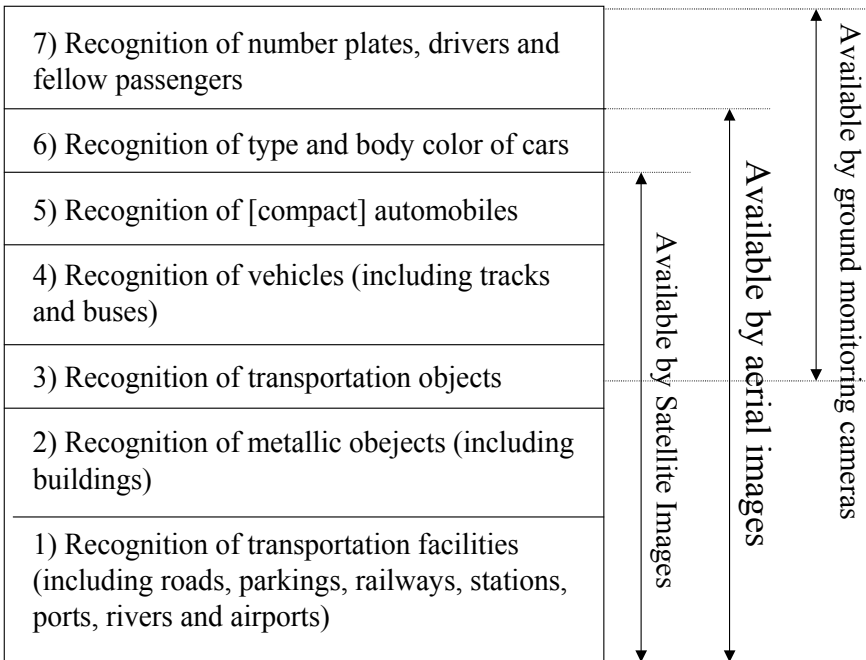 7) Recognition of number plates, drivers and
fellow passengers
6) Recognition of type and body color of cars
5) Recognition of [compact] automobiles
4) Recognition of vehicles (including tracks
and buses)
3) Recognition of transportation objects
2) Recognition of metallic obejects (including
buildings)
1) Recognition of transportation facilities
(including roads, parkings, railways, stations,
ports, rivers and airports)
Available by Satellite Images
Available by aerial images
Available by ground monitoring cameras